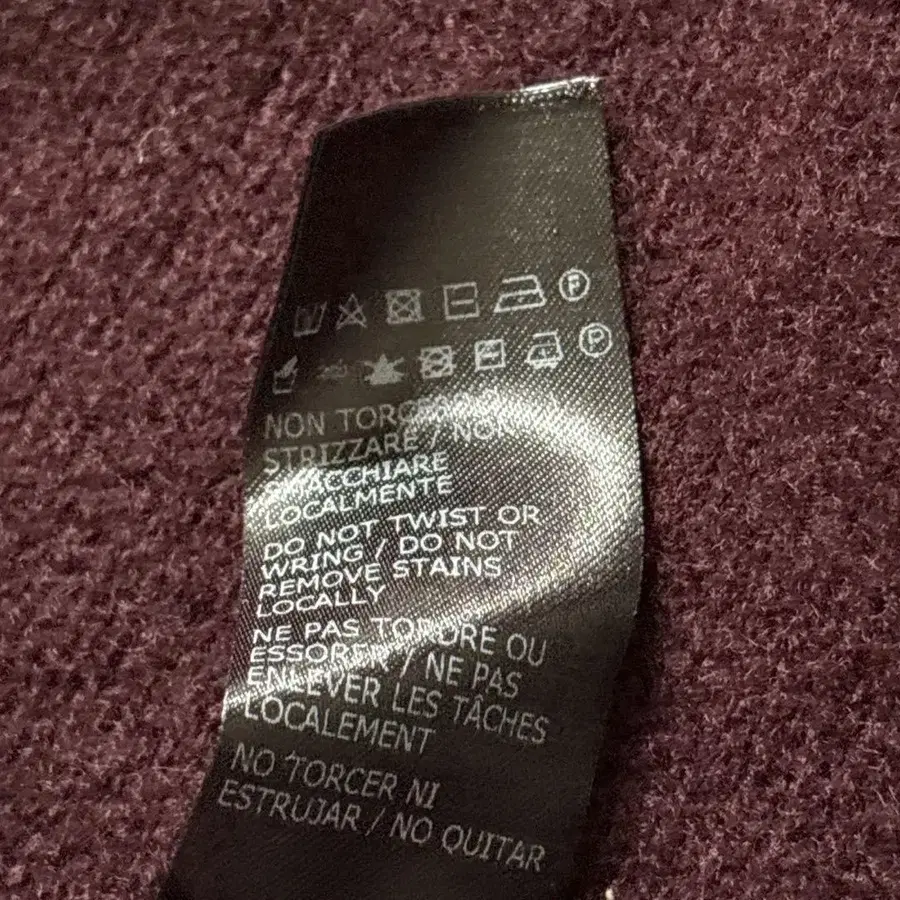 F
P
NON TORCERE O
STRIZZARE / NON
SMACCHIARE
LOCALMENTE
DO NOT TWIST OR
WRING / DO NOT
REMOVE STAINS
LOCALLY
NE PAS TORDRE OU
ESSORER / NE PAS
ENLEVER LES TÂCHES
LOCALEMENT
NO TORCER NI
ESTRUJAR / NO QUITAR